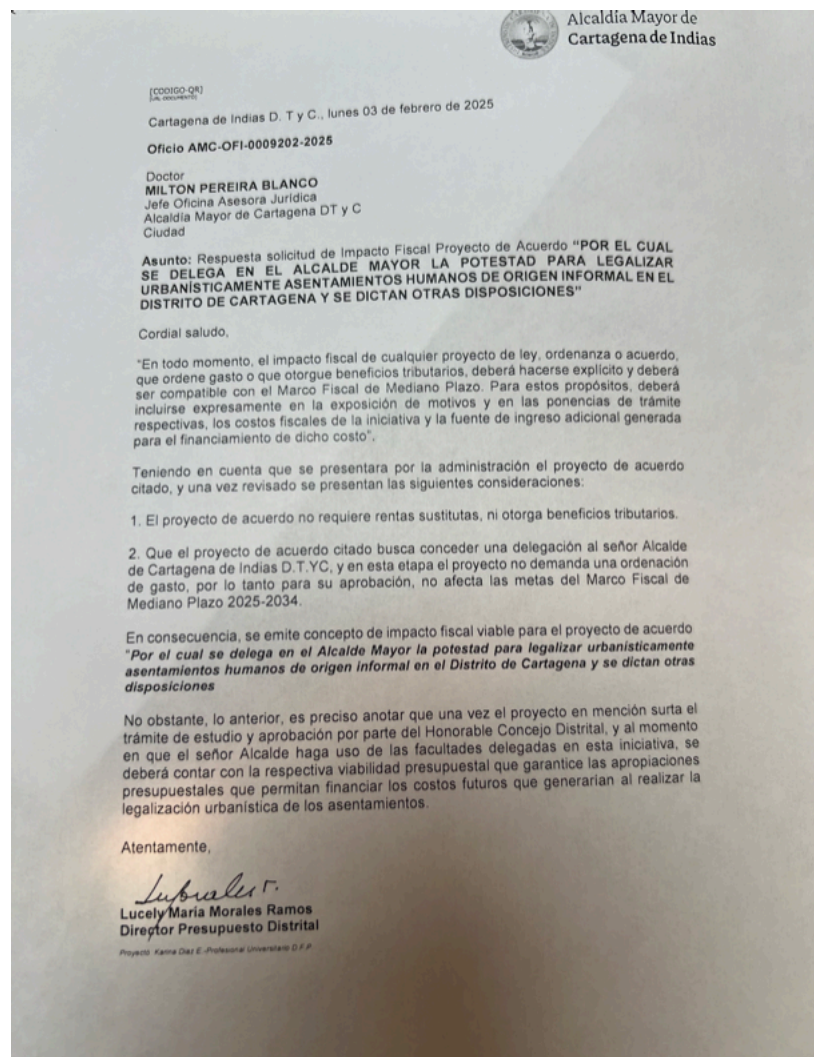 Alcaldía Mayor de
Cartagena de Indias
[CODIGO-QR]
[URL-DOCUMENTO]
Cartagena de Indias D. T y C., lunes 03 de febrero de 2025
Oficio AMC-OFI-0009202-2025
Doctor
MILTON PEREIRA BLANCO
Jefe Oficina Asesora Jurídica
Alcaldía Mayor de Cartagena DT y C
Ciudad
Asunto: Respuesta solicitud de Impacto Fiscal Proyecto de Acuerdo “POR EL CUAL
SE DELEGA EN EL ALCALDE MAYOR LA POTESTAD PARA LEGALIZAR
URBANÍSTICAMENTE ASENTAMIENTOS HUMANOS DE ORIGEN INFORMAL EN EL
DISTRITO DE CARTAGENA Y SE DICTAN OTRAS DISPOSICIONES”
Cordial saludo,
“En todo momento, el impacto fiscal de cualquier proyecto de ley, ordenanza o acuerdo,
que ordene gasto o que otorgue beneficios tributarios, deberá hacerse explícito y deberá
ser compatible con el Marco Fiscal de Mediano Plazo. Para estos propósitos, deberá
incluirse expresamente en la exposición de motivos y en las ponencias de trámite
respectivas, los costos fiscales de la iniciativa y la fuente de ingreso adicional generada
para el financiamiento de dicho costo”.
Teniendo en cuenta que se presentara por la administración el proyecto de acuerdo
citado, y una vez revisado se presentan las siguientes consideraciones:
1. El proyecto de acuerdo no requiere rentas sustitutas, ni otorga beneficios tributarios.
2. Que el proyecto de acuerdo citado busca conceder una delegación al señor Alcalde
de Cartagena de Indias D.T.YC, y en esta etapa el proyecto no demanda una ordenación
de gasto, por lo tanto para su aprobación, no afecta las metas del Marco Fiscal de
Mediano Plazo 2025-2034.
En consecuencia, se emite concepto de impacto fiscal viable para el proyecto de acuerdo
“Por el cual se delega en el Alcalde Mayor la potestad para legalizar urbanísticamente
asentamientos humanos de origen informal en el Distrito de Cartagena y se dictan otras
disposiciones
No obstante, lo anterior, es preciso anotar que una vez el proyecto en mención surta el
trámite de estudio y aprobación por parte del Honorable Concejo Distrital, y al momento
en que el señor Alcalde haga uso de las facultades delegadas en esta iniciativa, se
deberá contar con la respectiva viabilidad presupuestal que garantice las apropiaciones
presupuestales que permitan financiar los costos futuros que generarían al realizar la
legalización urbanística de los asentamientos.
Atentamente,
Lucely Maria Morales Ramos
Director Presupuesto Distrital
Proyectó. Karina Diaz E.-Profesional Universitario D.F.P.